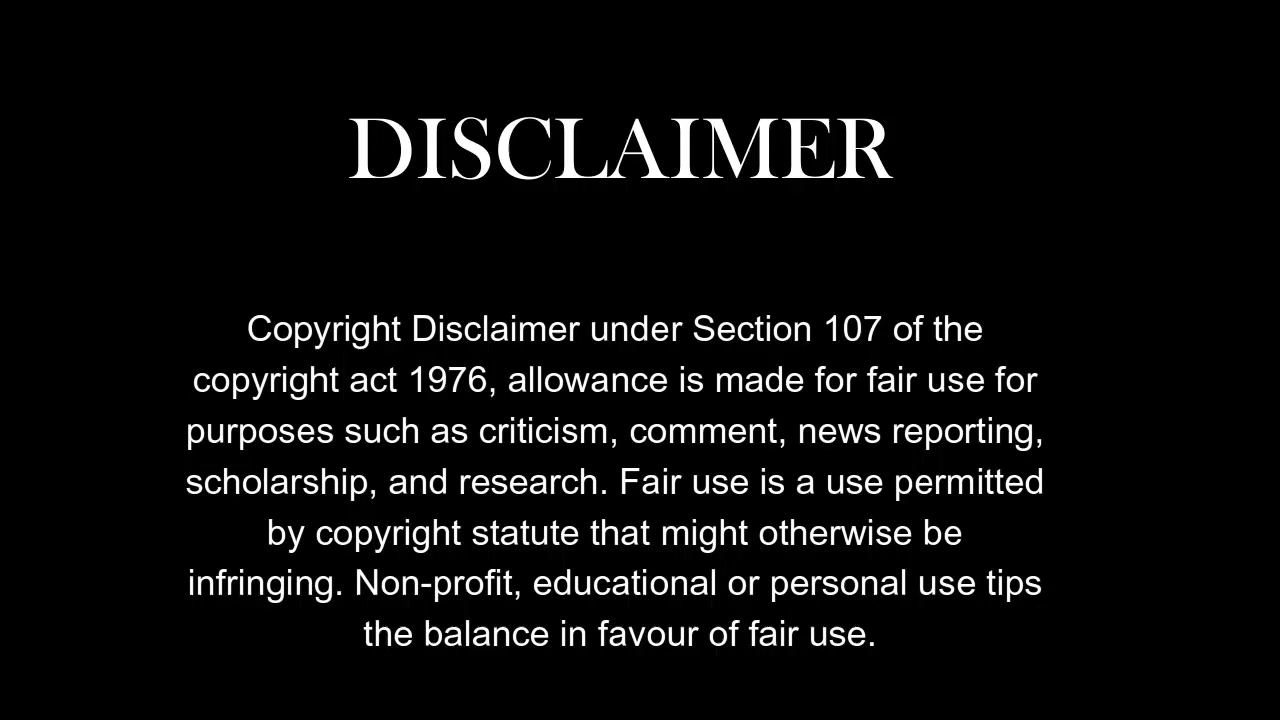 DISCLAIMER
Copyright Disclaimer under Section 107 of the
copyright act 1976, allowance is made for fair use for
purposes such as criticism, comment, news reporting,
scholarship, and research. Fair use is a use permitted
by copyright statute that might otherwise be
infringing. Non-profit, educational or personal use tips
the balance in favour of fair use.